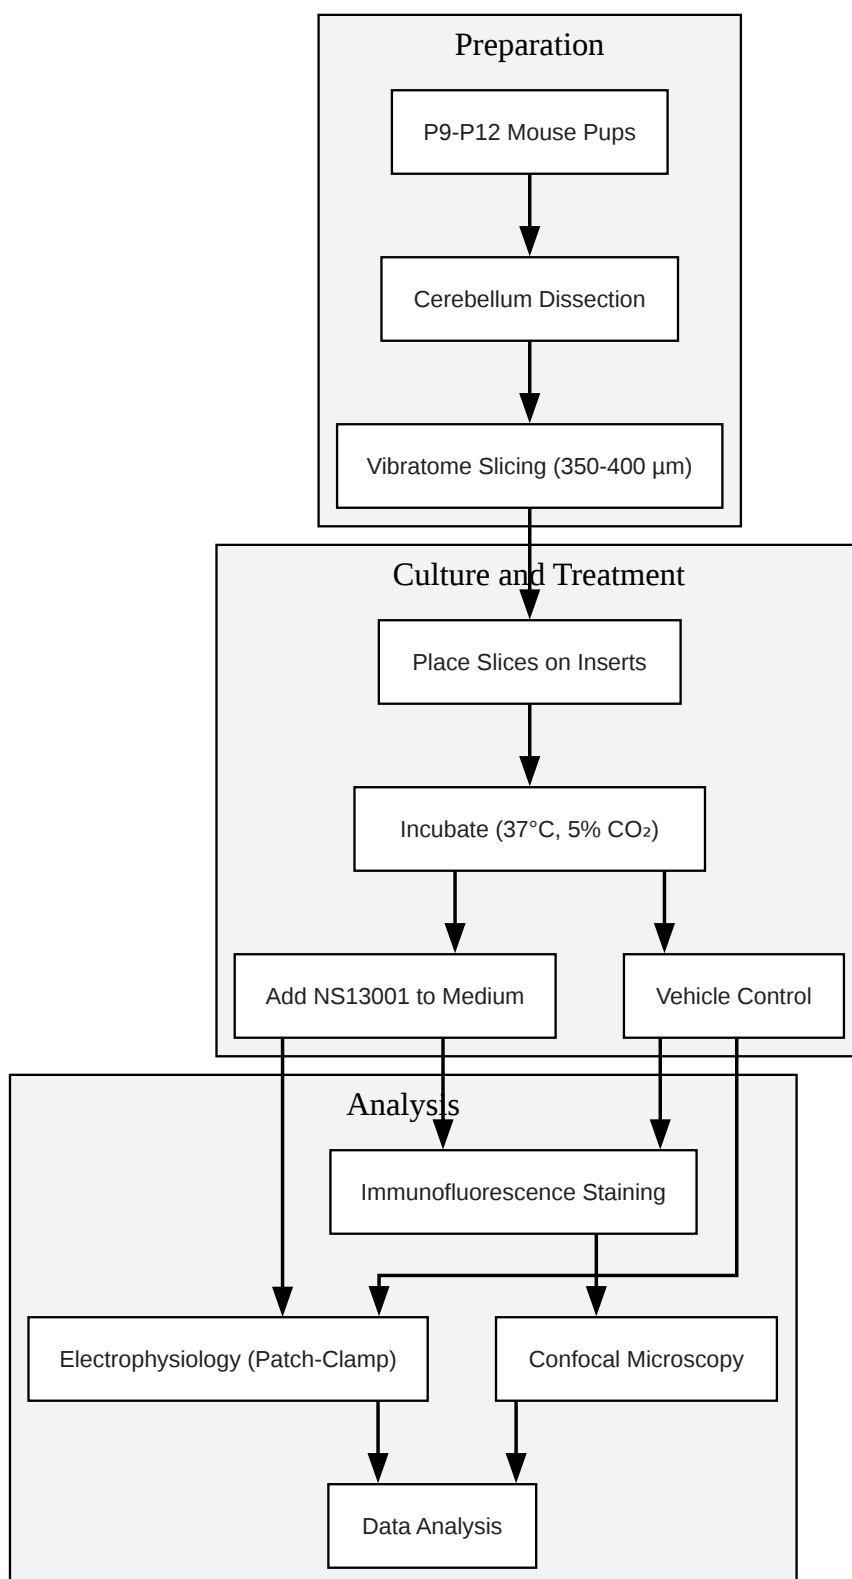 Preparation
P9-P12 Mouse Pups
Cerebellum Dissection
Vibratome Slicing (350-400 µm)
Culture and Treatment
Place Slices on Inserts
Incubate (37°C, 5% CO₂)
Add NS13001 to Medium
Vehicle Control
Analysis
Immunofluorescence Staining
Electrophysiology (Patch-Clamp)
Confocal Microscopy
Data Analysis